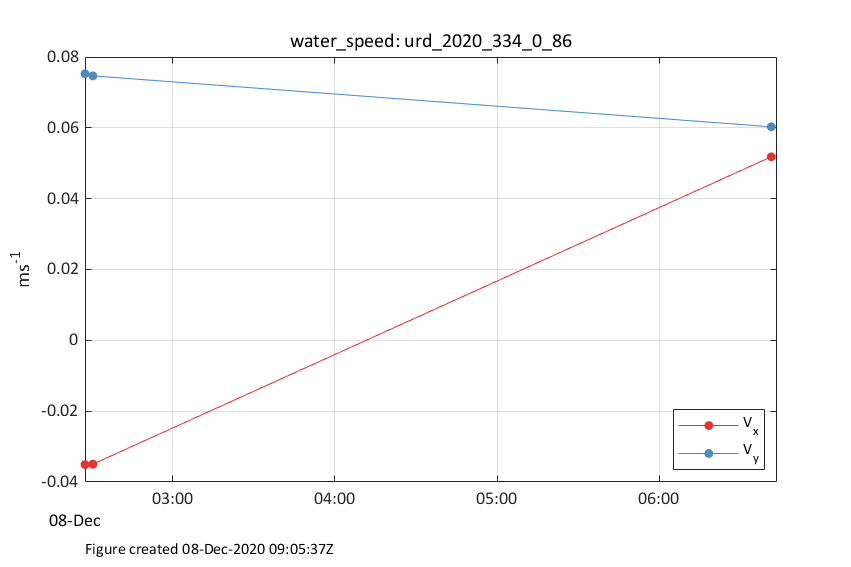 water_speed: urd_2020_334_0_86
ms⁻¹
0.08
0.06
0.04
0.02
0
-0.02
-0.04
03:00 04:00 05:00 06:00
08-Dec
Vₓ
V_y
Figure created 08-Dec-2020 09:05:37Z